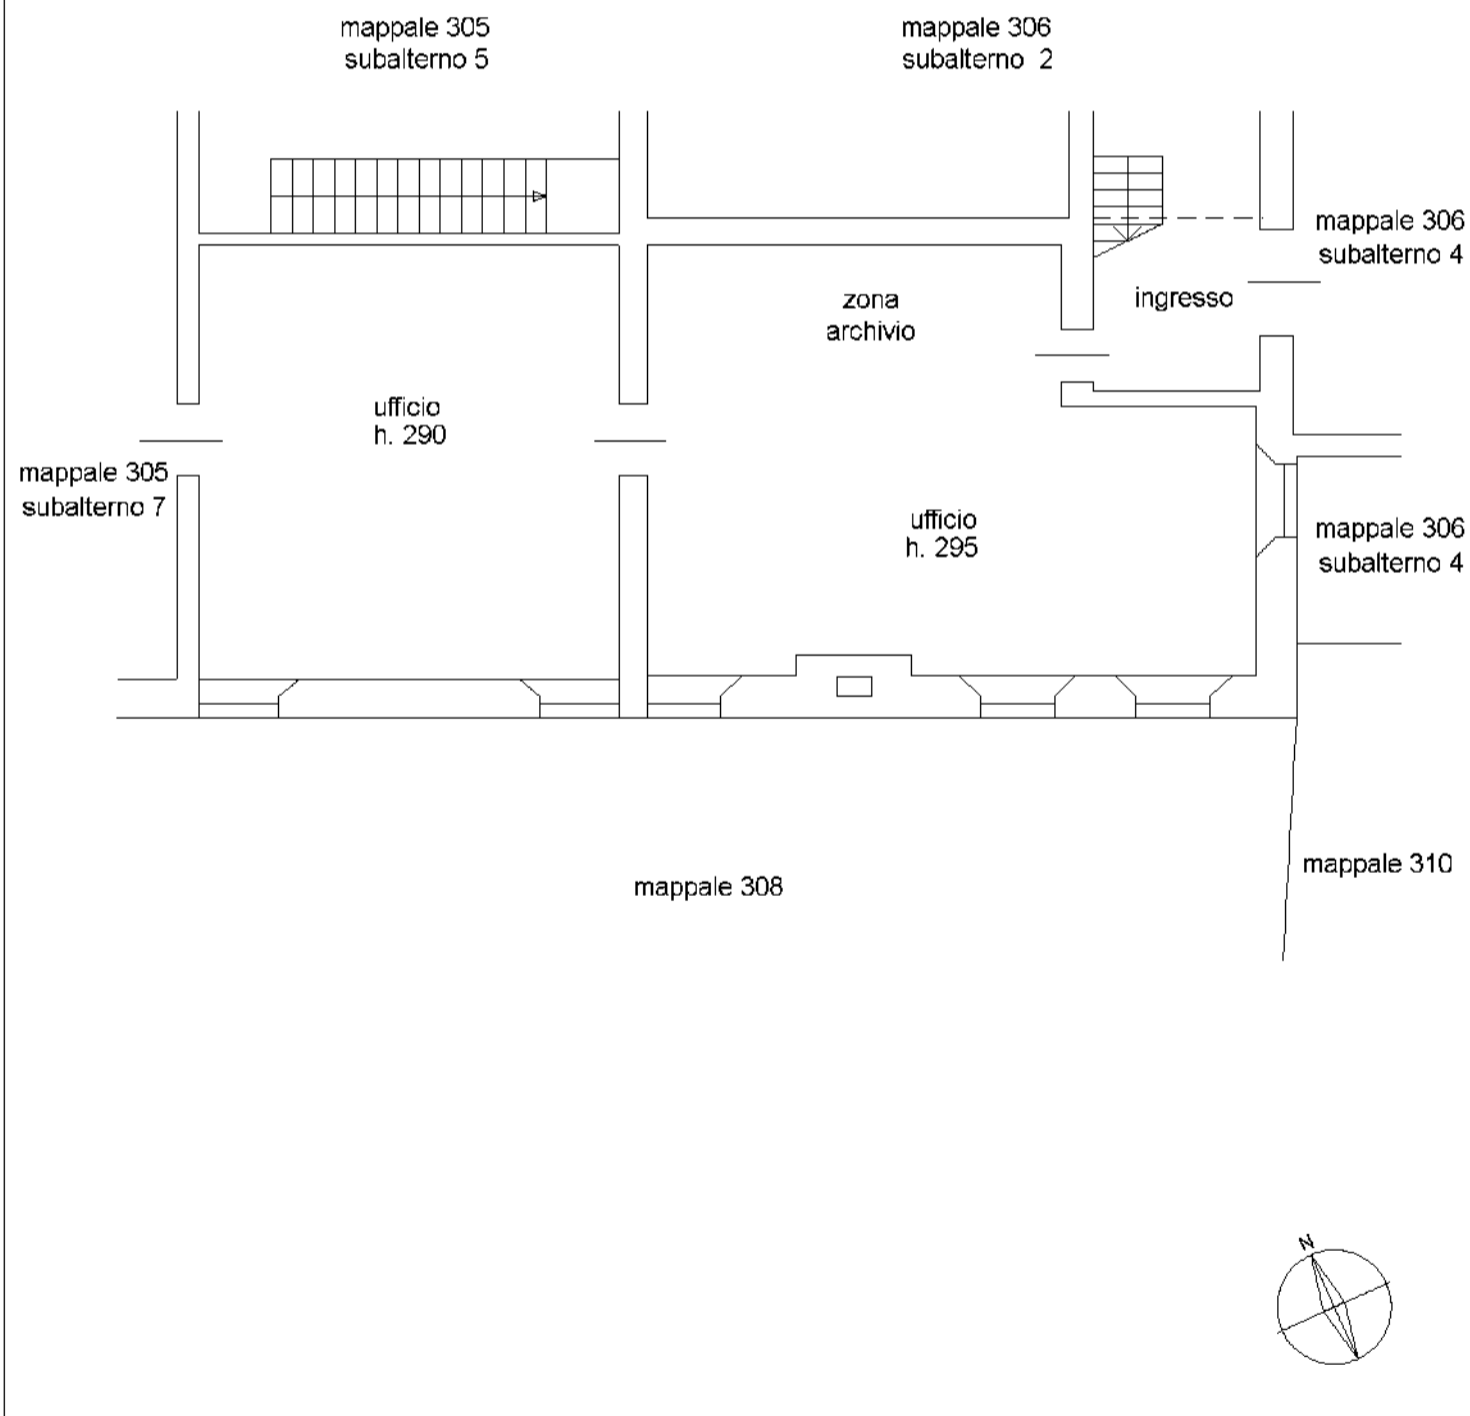 mappale 305
subalterno 5
mappale 306
subalterno 2
mappale 306
subalterno 4
zona
archivio
ingresso
ufficio
h. 290
mappale 305
subalterno 7
ufficio
h. 295
mappale 306
subalterno 4
mappale 308
mappale 310
N